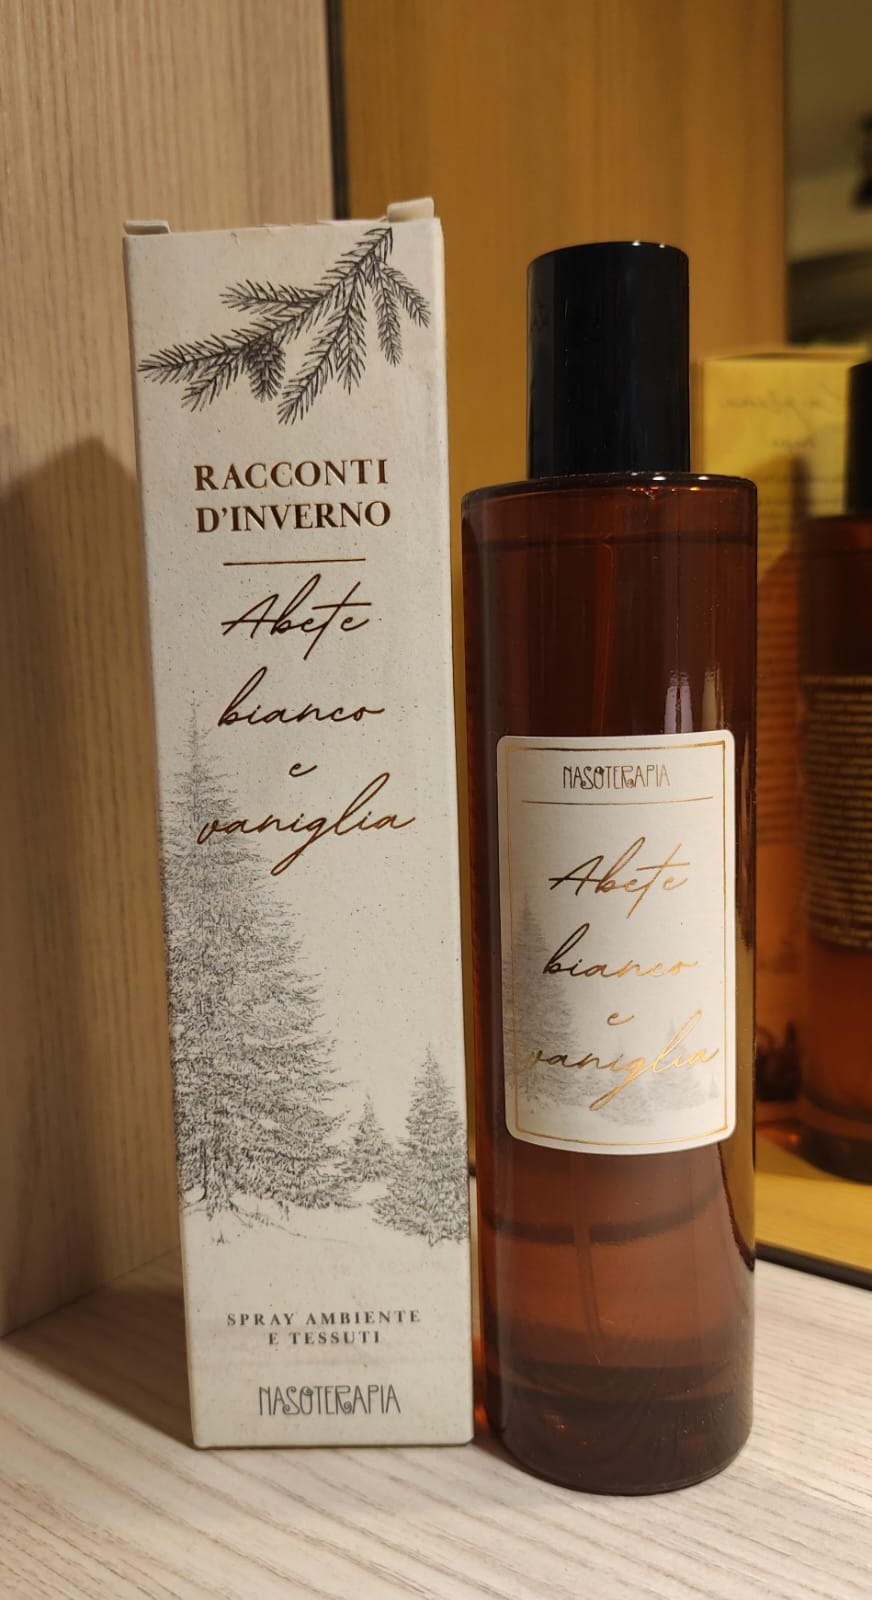 RACCONTI
D'INVERNO
Abete
bianco
e
vaniglia
SPRAY AMBIENTE
E TESSUTI
NASOTERAPIA
NASOTERAPIA
Abete
bianco
e
vaniglia